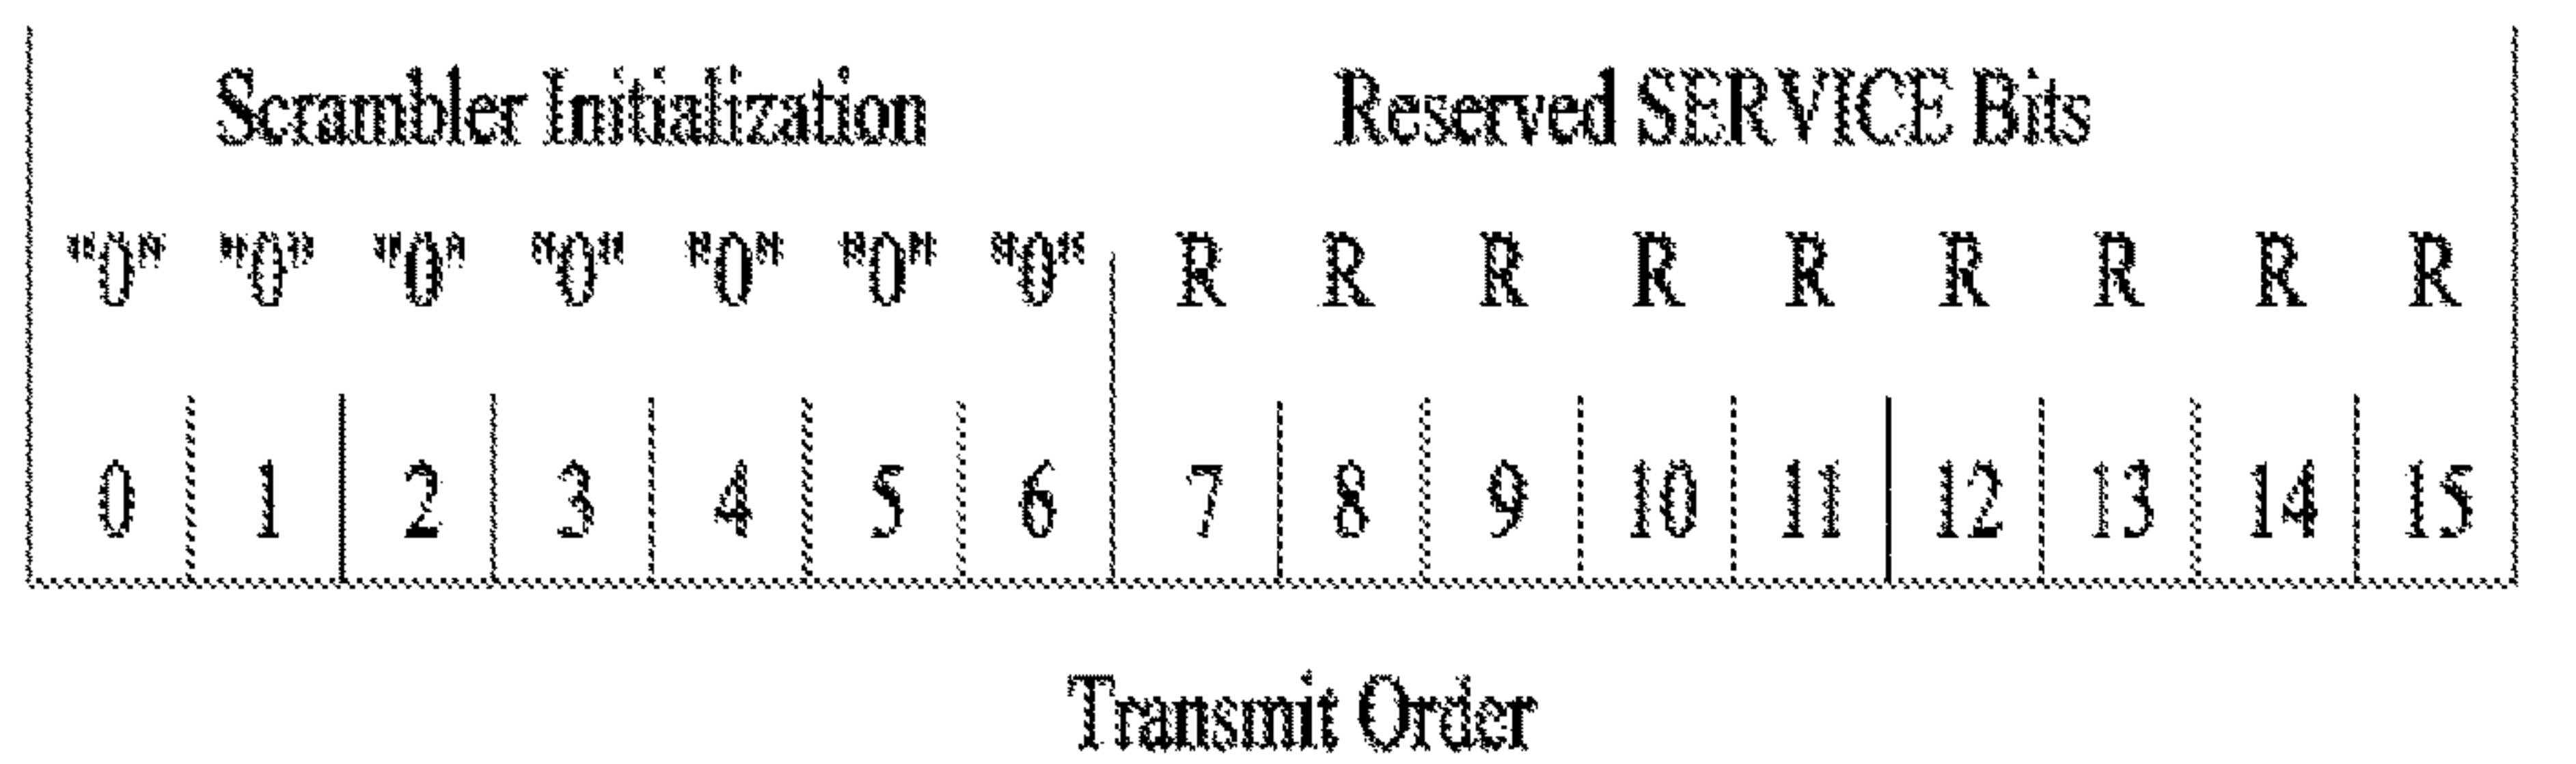 Scrambler Initialization Reserved SERVICE Bits
"0" "0" "0" "0" "0" "0" "0" R R R R R R R R R
0 1 2 3 4 5 6 7 8 9 10 11 12 13 14 15
Transmit Order